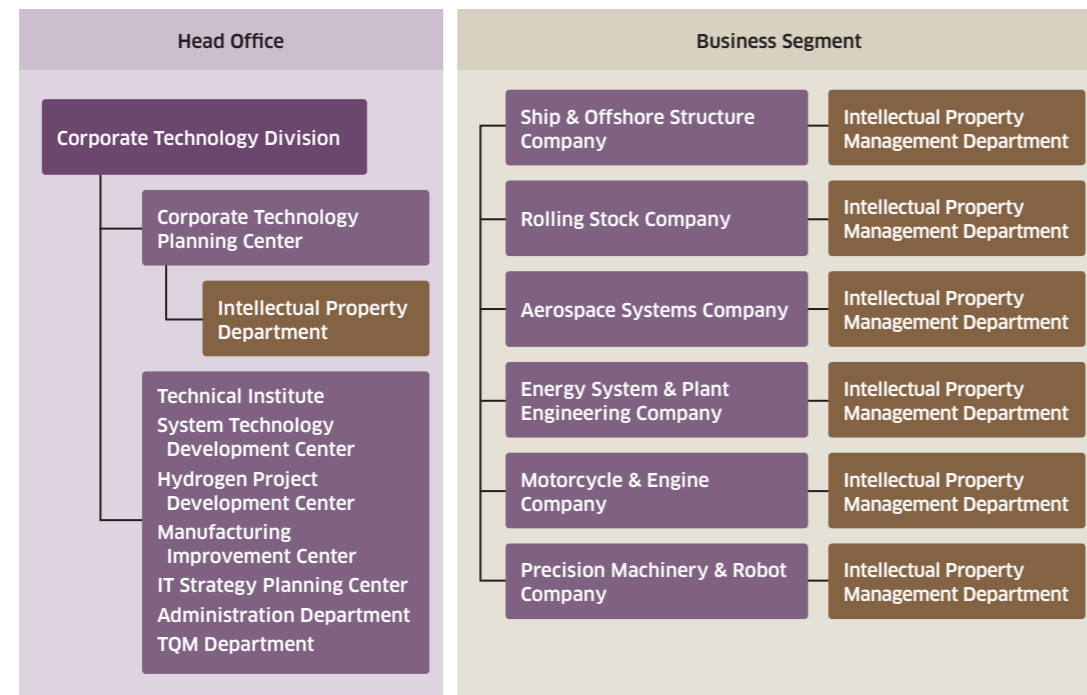 Head Office
Corporate Technology Division
Corporate Technology
Planning Center
Intellectual Property
Department
Technical Institute
System Technology
Development Center
Hydrogen Project
Development Center
Manufacturing
Improvement Center
IT Strategy Planning Center
Administration Department
TQM Department
Business Segment
Ship & Offshore Structure
Company
Intellectual Property
Management Department
Rolling Stock Company
Intellectual Property
Management Department
Aerospace Systems Company
Intellectual Property
Management Department
Energy System & Plant
Engineering Company
Intellectual Property
Management Department
Motorcycle & Engine
Company
Intellectual Property
Management Department
Precision Machinery & Robot
Company
Intellectual Property
Management Department